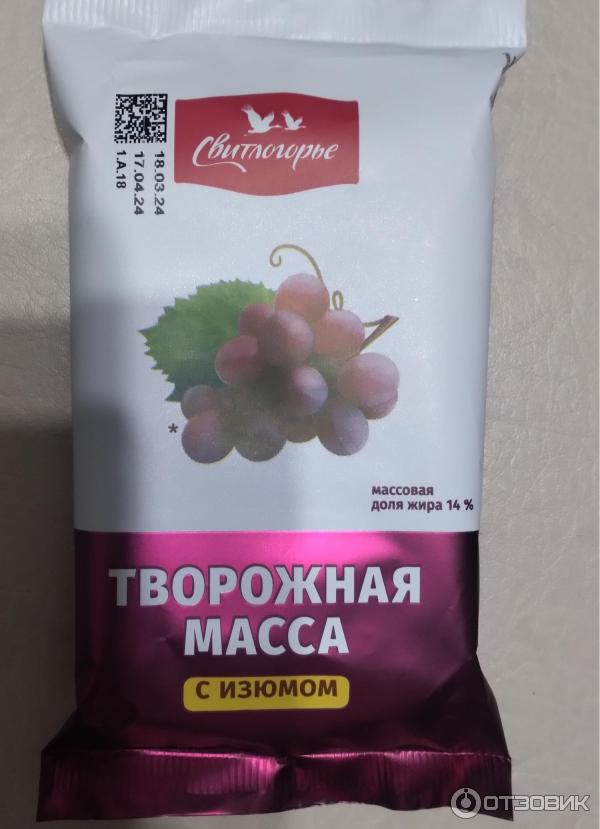 18.03.24
17.04.24
1.A.18
Свитлогорье
*
массовая
доля жира 14 %
ТВОРОЖНАЯ
МАССА
С ИЗЮМОМ
ОТЗОВИК